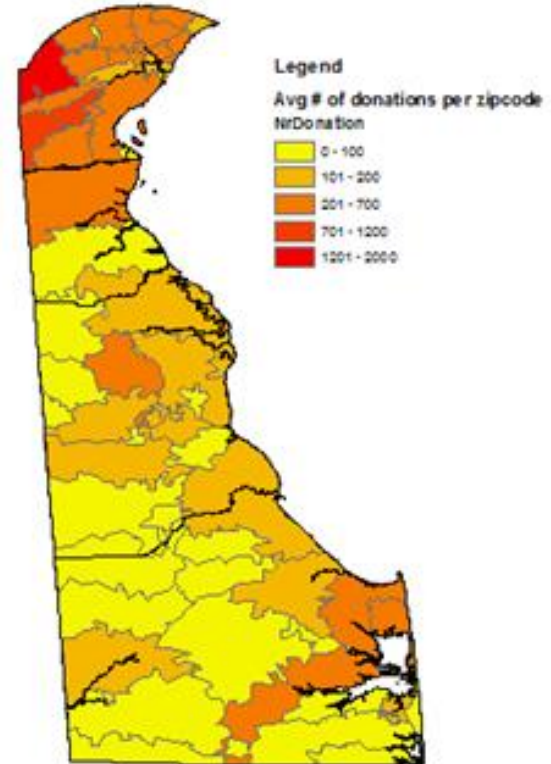 Legend
Avg # of donations per zipcode
NrDonation
0 - 100
101 - 200
201 - 700
701 - 1200
1201 - 2000